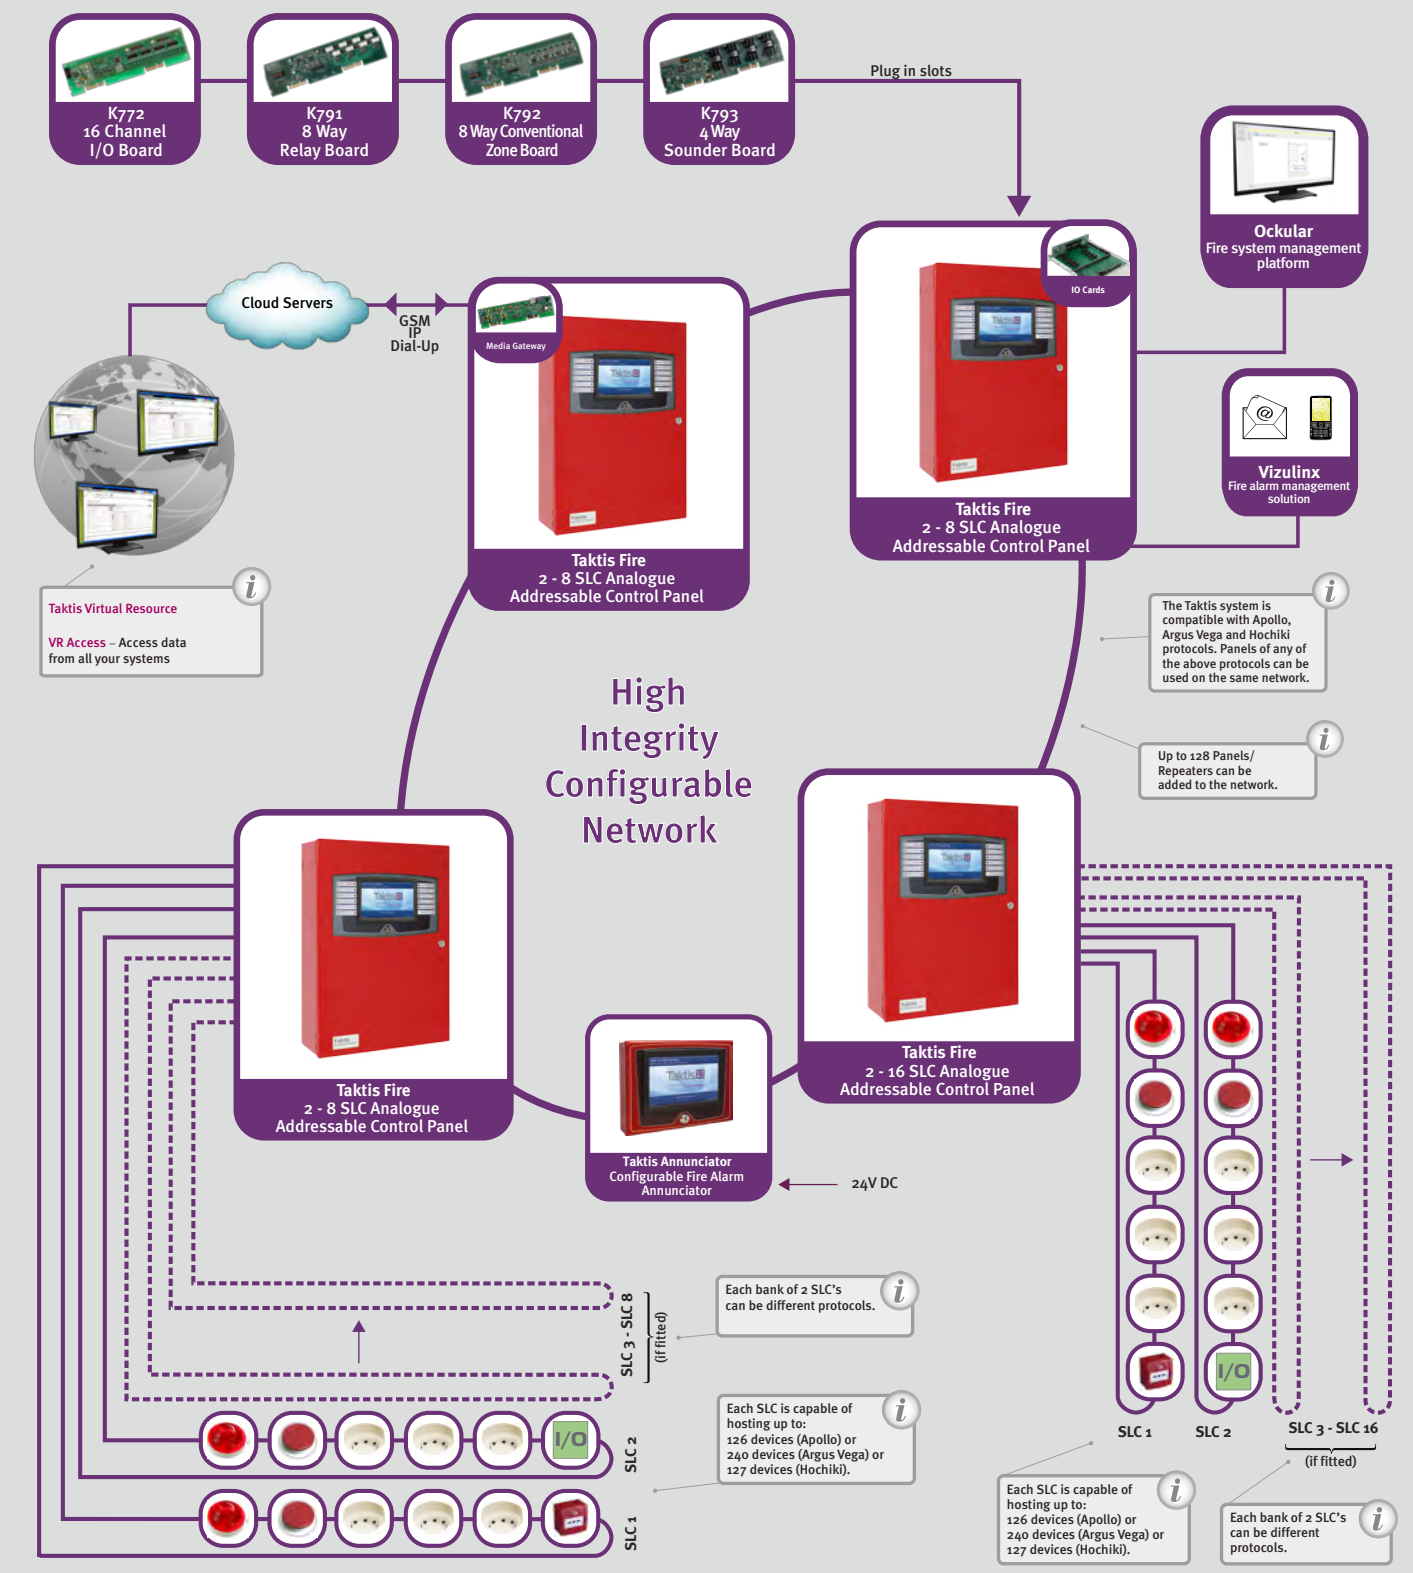 K772
16 Channel
I/O Board
K791
8 Way
Relay Board
K792
8 Way Conventional
Zone Board
K793
4 Way
Sounder Board
Plug in slots
Ockular
Fire system management
platform
IO Cards
Cloud Servers
GSM
IP
Dial-Up
Media Gateway
Taktis
Taktis
Taktis
Taktis
Vizulinx
Fire alarm management
solution
Taktis Fire
2 - 8 SLC Analogue
Addressable Control Panel
Taktis Fire
2 - 8 SLC Analogue
Addressable Control Panel
Taktis Virtual Resource
VR Access – Access data
from all your systems
The Taktis system is
compatible with Apollo,
Argus Vega and Hochiki
protocols. Panels of any of
the above protocols can be
used on the same network.
Up to 128 Panels/
Repeaters can be
added to the network.
High
Integrity
Configurable
Network
Taktis
Taktis
Taktis
Taktis
Taktis Fire
2 - 8 SLC Analogue
Addressable Control Panel
Taktis Fire
2 - 16 SLC Analogue
Addressable Control Panel
Taktis
Taktis Annunciator
Configurable Fire Alarm
Annunciator
24V DC
SLC 3 - SLC 8
(if fitted)
Each bank of 2 SLC's
can be different protocols.
I/O
SLC 2
SLC 1
Each SLC is capable of
hosting up to:
126 devices (Apollo) or
240 devices (Argus Vega) or
127 devices (Hochiki).
I/O
SLC 1
SLC 2
SLC 3 - SLC 16
(if fitted)
Each SLC is capable of
hosting up to:
126 devices (Apollo) or
240 devices (Argus Vega) or
127 devices (Hochiki).
Each bank of 2 SLC's
can be different
protocols.